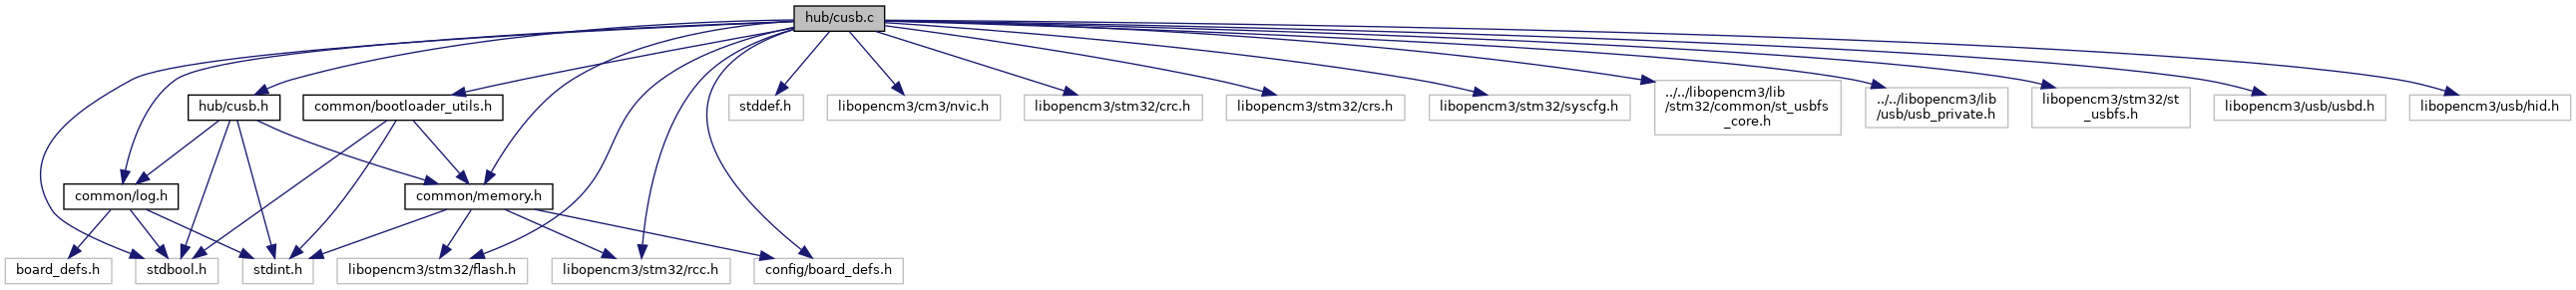 hub/cusb.c
hub/cusb.h
common/bootloader_utils.h
stddef.h
libopencm3/cm3/nvic.h
libopencm3/stm32/crc.h
libopencm3/stm32/crs.h
libopencm3/stm32/syscfg.h
../../libopencm3/lib
/stm32/common/st_usbfs
_core.h
../../libopencm3/lib
/usb/usb_private.h
libopencm3/stm32/st
_usbfs.h
libopencm3/usb/usbd.h
libopencm3/usb/hid.h
common/log.h
common/memory.h
board_defs.h
stdbool.h
stdint.h
libopencm3/stm32/flash.h
libopencm3/stm32/rcc.h
config/board_defs.h